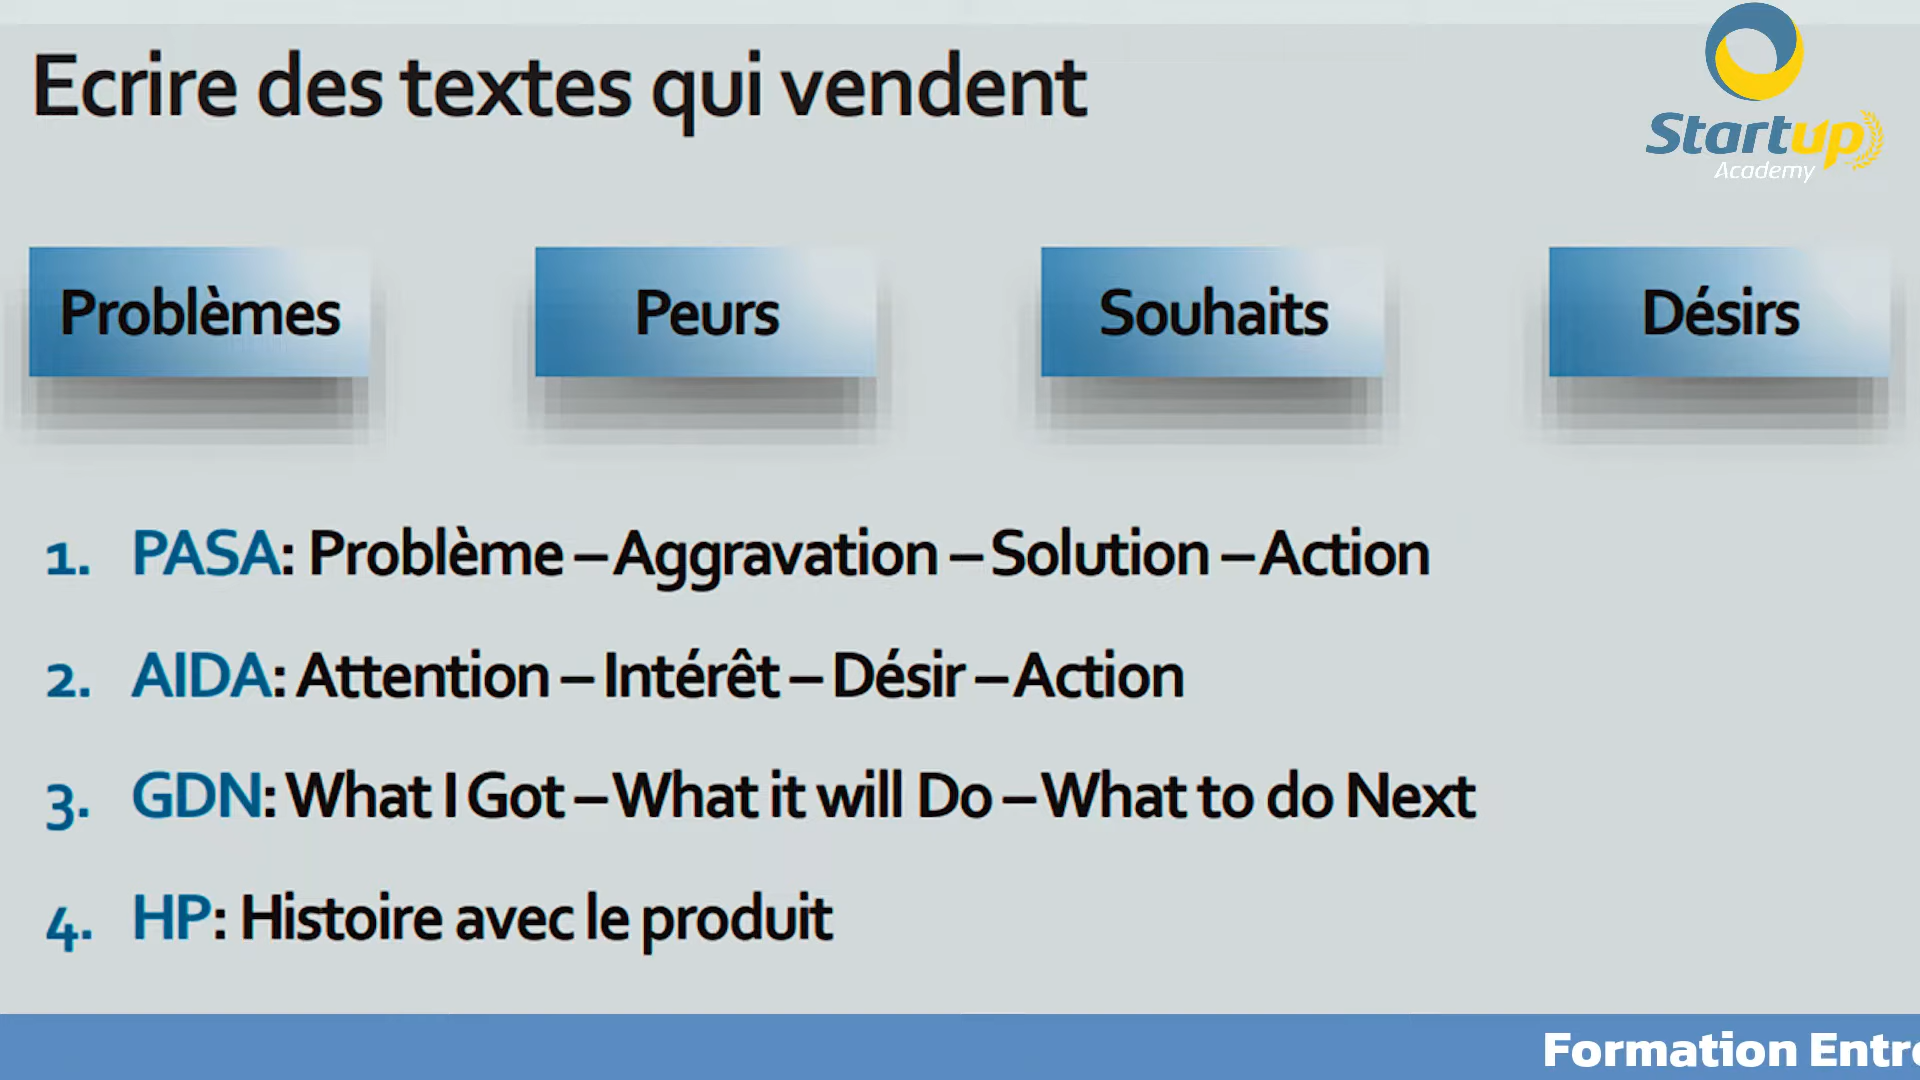 Ecrire des textes qui vendent
Startup
Academy
Problèmes
Peurs
Souhaits
Désirs
1. PASA: Problème – Aggravation – Solution – Action
2. AIDA: Attention – Intérêt – Désir – Action
3. GDN: What I Got – What it will Do – What to do Next
4. HP: Histoire avec le produit
Formation